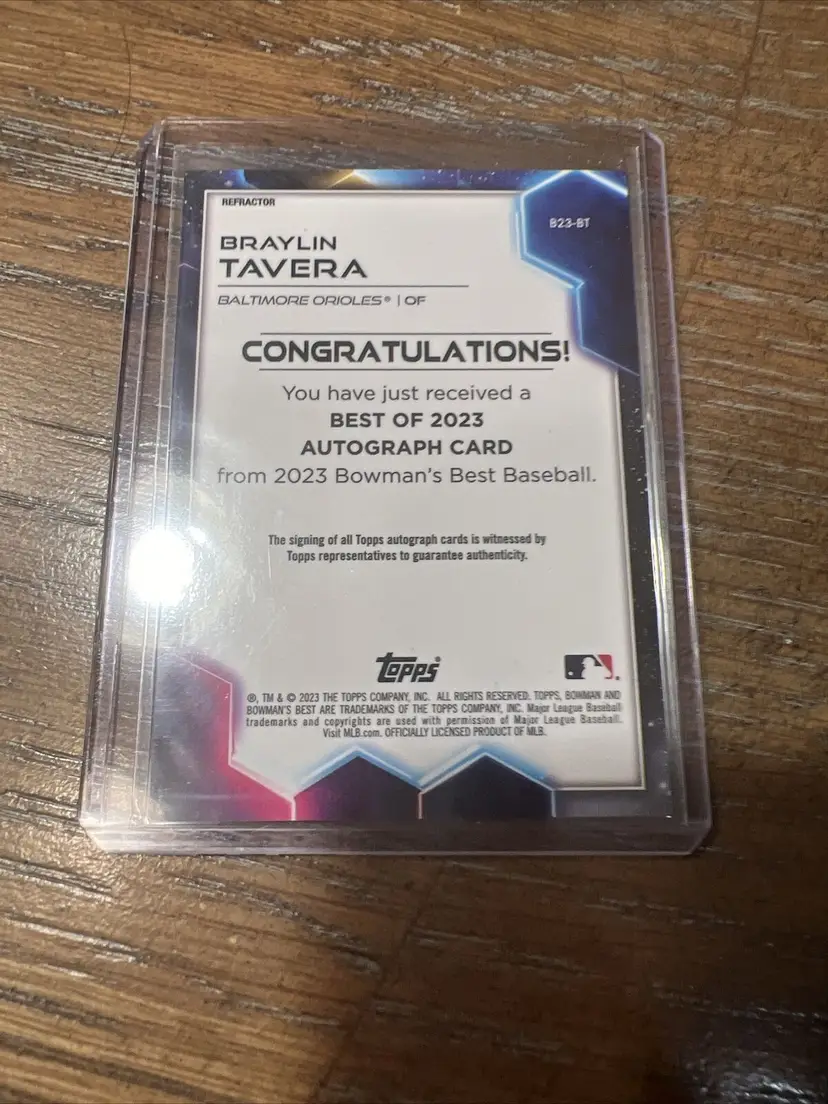 REFRACTOR
B23-BT
BRAYLIN
TAVERA
BALTIMORE ORIOLES® | OF
CONGRATULATIONS!
You have just received a
BEST OF 2023
AUTOGRAPH CARD
from 2023 Bowman's Best Baseball.
The signing of all Topps autograph cards is witnessed by
Topps representatives to guarantee authenticity.
Topps®
®, TM & © 2023 THE TOPPS COMPANY, INC. ALL RIGHTS RESERVED. TOPPS, BOWMAN AND
BOWMAN'S BEST ARE TRADEMARKS OF THE TOPPS COMPANY, INC. Major League Baseball
trademarks and copyrights are used with permission of Major League Baseball.
Visit MLB.com. OFFICIALLY LICENSED PRODUCT OF MLB.